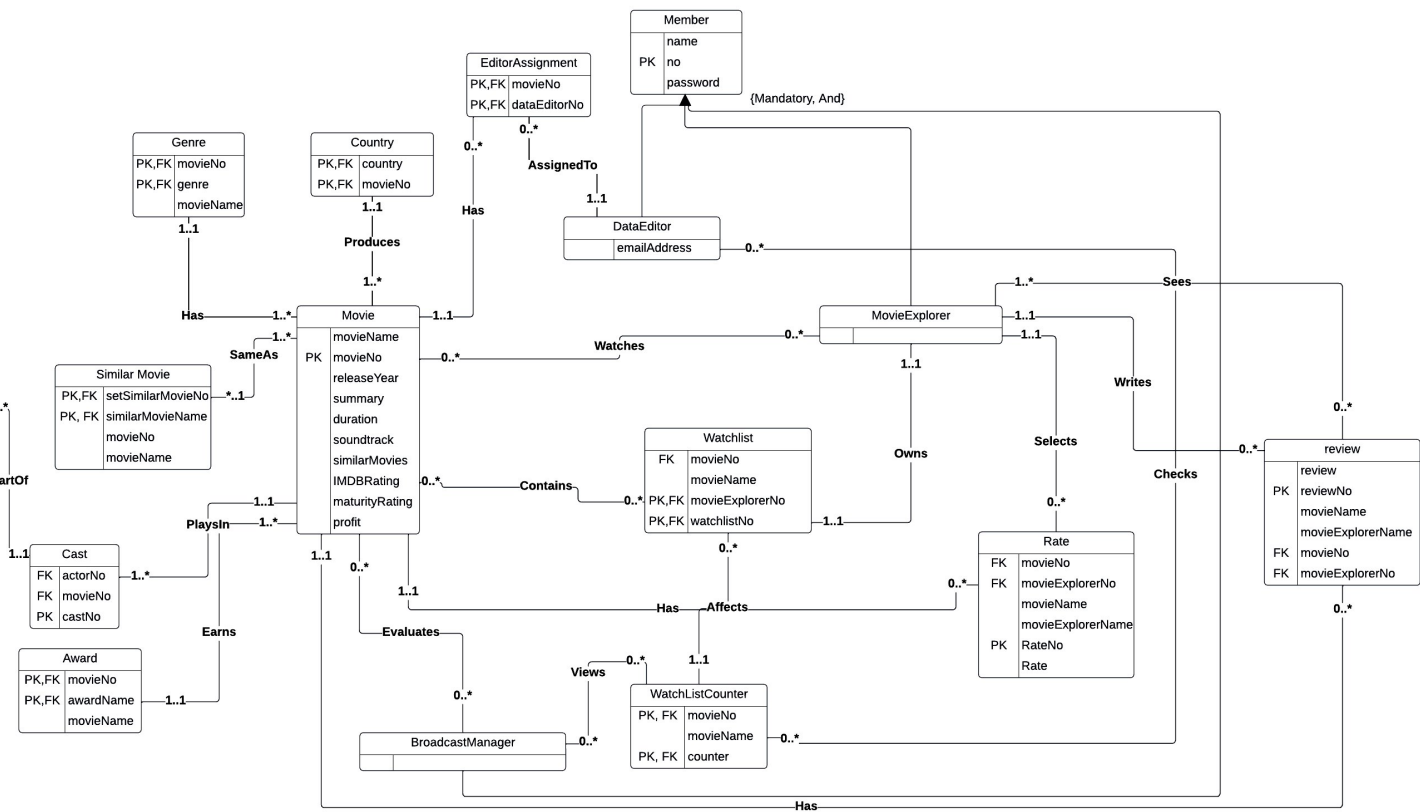 Member
name
PK no
password
{Mandatory, And}
EditorAssignment
PK,FK movieNo
PK,FK dataEditorNo
0..*
0..*
AssignedTo
1..1
Has
Genre
PK,FK movieNo
PK,FK genre
movieName
1..1
Has
1..*
Country
PK,FK country
PK,FK movieNo
1..1
Produces
1..*
DataEditor
emailAddress
0..*
Sees
1..*
MovieExplorer
1..1
1..1
1..1
0..*
Watches
0..*
Movie
1..1
movieName
PK movieNo
releaseYear
summary
duration
soundtrack
similarMovies
IMDBRating
maturityRating
profit
1..*
SameAs
*..1
Similar Movie
PK,FK setSimilarMovieNo
PK, FK similarMovieName
movieNo
movieName
.*
artOf
1..1
Writes
0..*
0..*
Selects
0..*
Checks
Owns
1..1
Watchlist
FK movieNo
movieName
PK,FK movieExplorerNo
PK,FK watchlistNo
0..*
Contains
0..*
0..*
review
review
PK reviewNo
movieName
movieExplorerName
FK movieNo
FK movieExplorerNo
0..*
1..1
PlaysIn
1..*
Cast
FK actorNo
FK movieNo
PK castNo
1..*
Earns
Award
PK,FK movieNo
PK,FK awardName
movieName
1..1
1..1
0..*
1..1
Has
Affects
0..*
Rate
FK movieNo
FK movieExplorerNo
movieName
movieExplorerName
PK RateNo
Rate
Evaluates
0..*
Views
0..*
0..*
1..1
WatchListCounter
PK, FK movieNo
movieName
PK, FK counter
0..*
BroadcastManager
Has